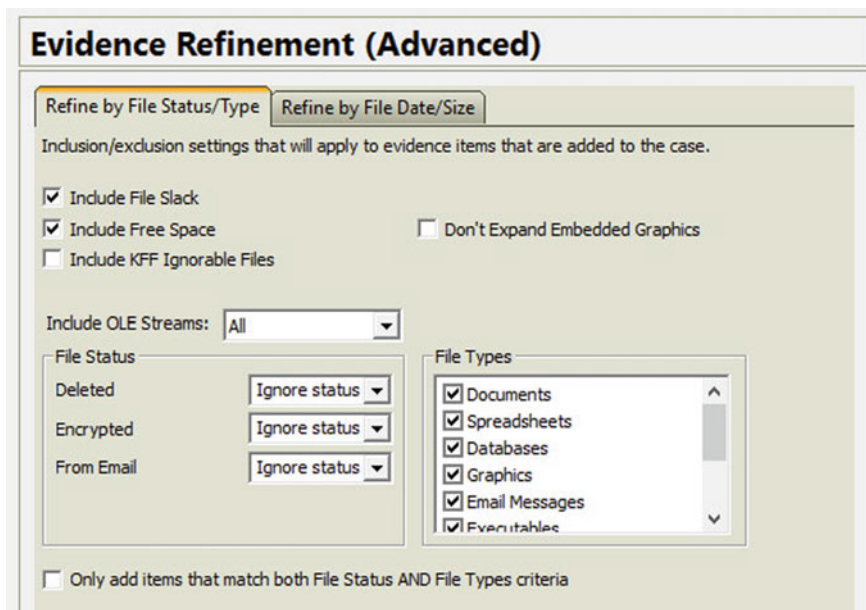 Evidence Refinement (Advanced)
Refine by File Status/Type
Refine by File Date/Size
Inclusion/exclusion settings that will apply to evidence items that are added to the case.
Include File Slack
Include Free Space
Don't Expand Embedded Graphics
Include KFF Ignorable Files
Include OLE Streams: All
File Status
Deleted Ignore status
Encrypted Ignore status
From Email Ignore status
File Types
Documents
Spreadsheets
Databases
Graphics
Email Messages
Executables
Only add items that match both File Status AND File Types criteria